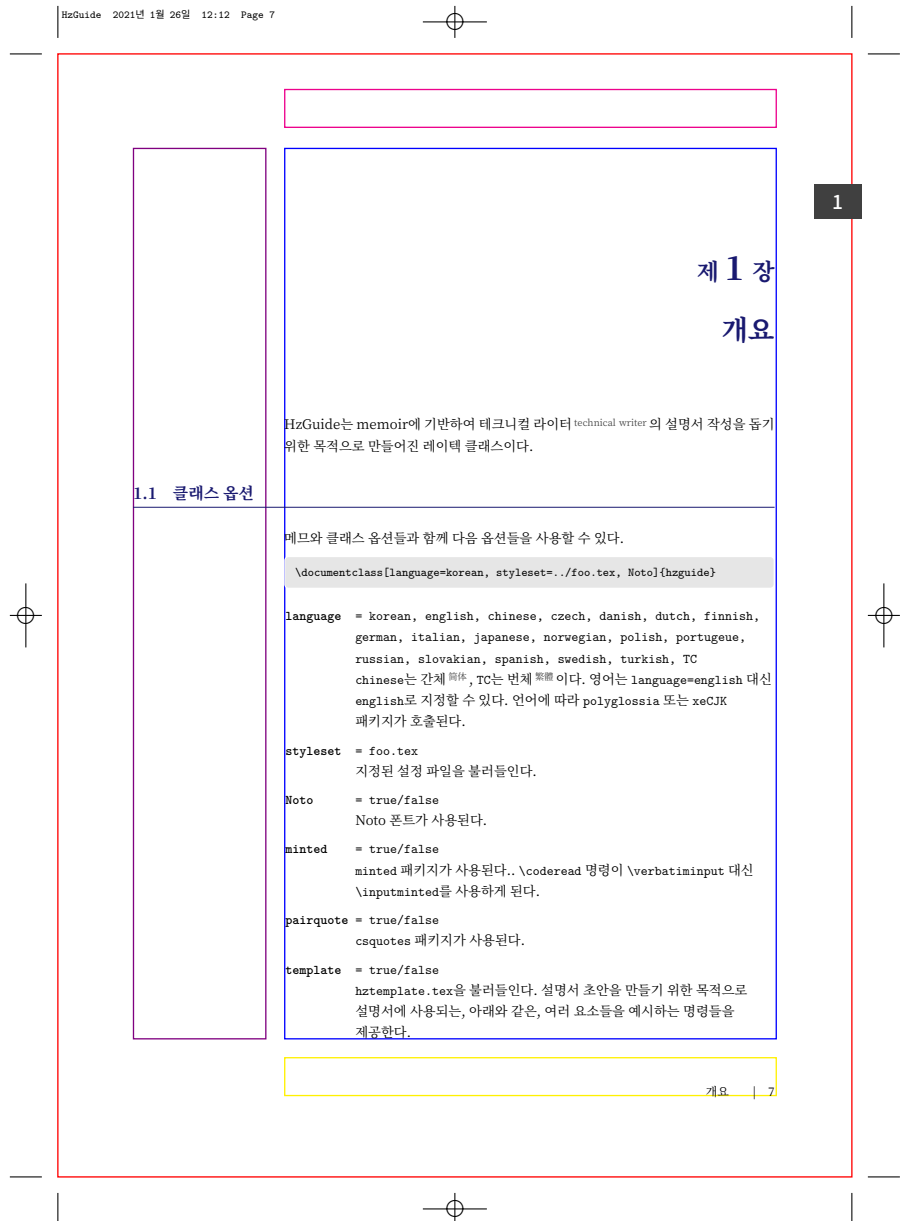 HzGuide 2021년 1월 26일 12:12 Page 7
1
제 1 장
개요
HzGuide는 memoir에 기반하여 테크니컬 라이터 technical writer 의 설명서 작성을 돕기
위한 목적으로 만들어진 레이텍 클래스이다.
1.1 클래스 옵션
메므와 클래스 옵션들과 함께 다음 옵션들을 사용할 수 있다.
\documentclass[language=korean, styleset=../foo.tex, Noto]{hzguide}
language = korean, english, chinese, czech, danish, dutch, finnish,
german, italian, japanese, norwegian, polish, portugeue,
russian, slovakian, spanish, swedish, turkish, TC
chinese는 간체 简体 , TC는 번체 繁體 이다. 영어는 language=english 대신
english로 지정할 수 있다. 언어에 따라 polyglossia 또는 xeCJK
패키지가 호출된다.
styleset = foo.tex
지정된 설정 파일을 불러들인다.
Noto = true/false
Noto 폰트가 사용된다.
minted = true/false
minted 패키지가 사용된다.. \coderead 명령이 \verbatiminput 대신
\inputminted를 사용하게 된다.
pairquote = true/false
csquotes 패키지가 사용된다.
template = true/false
hztemplate.tex을 불러들인다. 설명서 초안을 만들기 위한 목적으로
설명서에 사용되는, 아래와 같은, 여러 요소들을 예시하는 명령들을
제공한다.
개요 | 7